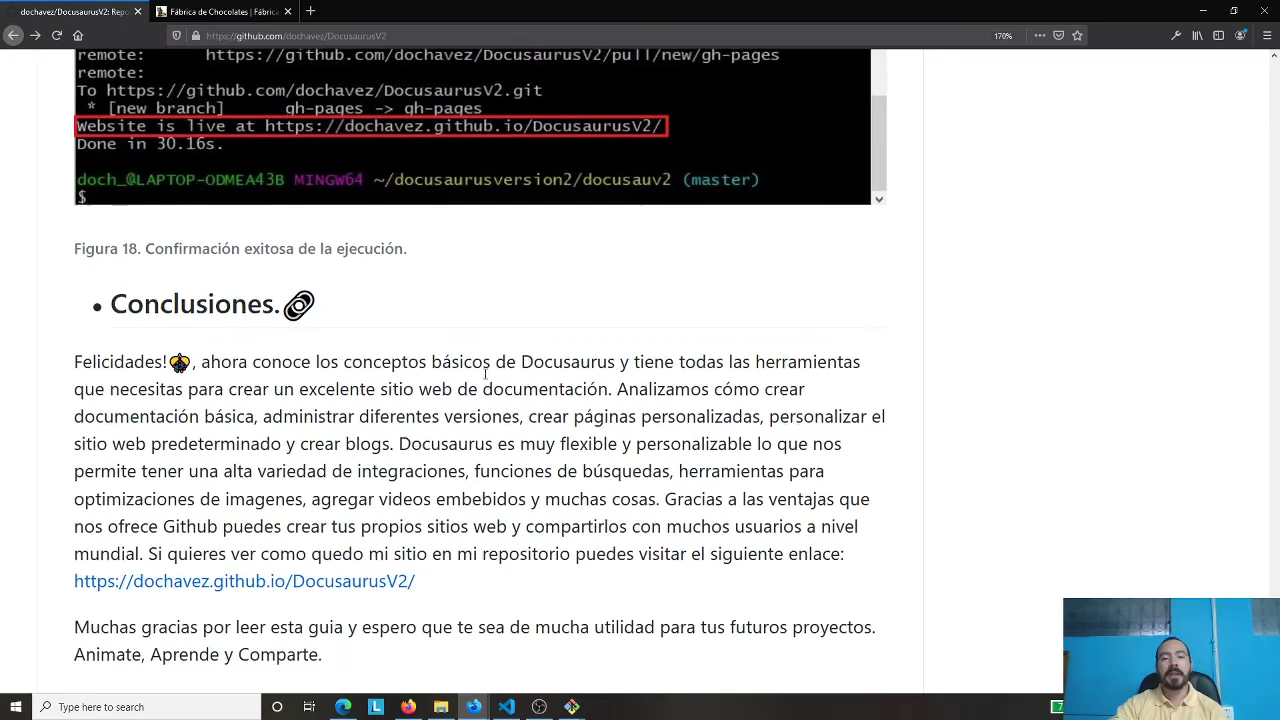 dochavez/DocusaurusV2: Repo
Fábrica de Chocolates | Fábrica
https://github.com/dochavez/DocusaurusV2
170%
remote:      https://github.com/dochavez/DocusaurusV2/pull/new/gh-pages
remote:
To https://github.com/dochavez/DocusaurusV2.git
* [new branch]      gh-pages -> gh-pages
Website is live at https://dochavez.github.io/DocusaurusV2/
Done in 30.16s.
doch_@LAPTOP-ODMEA43B MINGW64 ~/docusaurusversion2/docusauv2 (master)
$
Figura 18. Confirmación exitosa de la ejecución.
• Conclusiones.
Felicidades! , ahora conoce los conceptos básicos de Docusaurus y tiene todas las herramientas
que necesitas para crear un excelente sitio web de documentación. Analizamos cómo crear
documentación básica, administrar diferentes versiones, crear páginas personalizadas, personalizar el
sitio web predeterminado y crear blogs. Docusaurus es muy flexible y personalizable lo que nos
permite tener una alta variedad de integraciones, funciones de búsquedas, herramientas para
optimizaciones de imagenes, agregar videos embebidos y muchas cosas. Gracias a las ventajas que
nos ofrece Github puedes crear tus propios sitios web y compartirlos con muchos usuarios a nivel
mundial. Si quieres ver como quedo mi sitio en mi repositorio puedes visitar el siguiente enlace:
https://dochavez.github.io/DocusaurusV2/
Muchas gracias por leer esta guia y espero que te sea de mucha utilidad para tus futuros proyectos.
Animate, Aprende y Comparte.
Type here to search